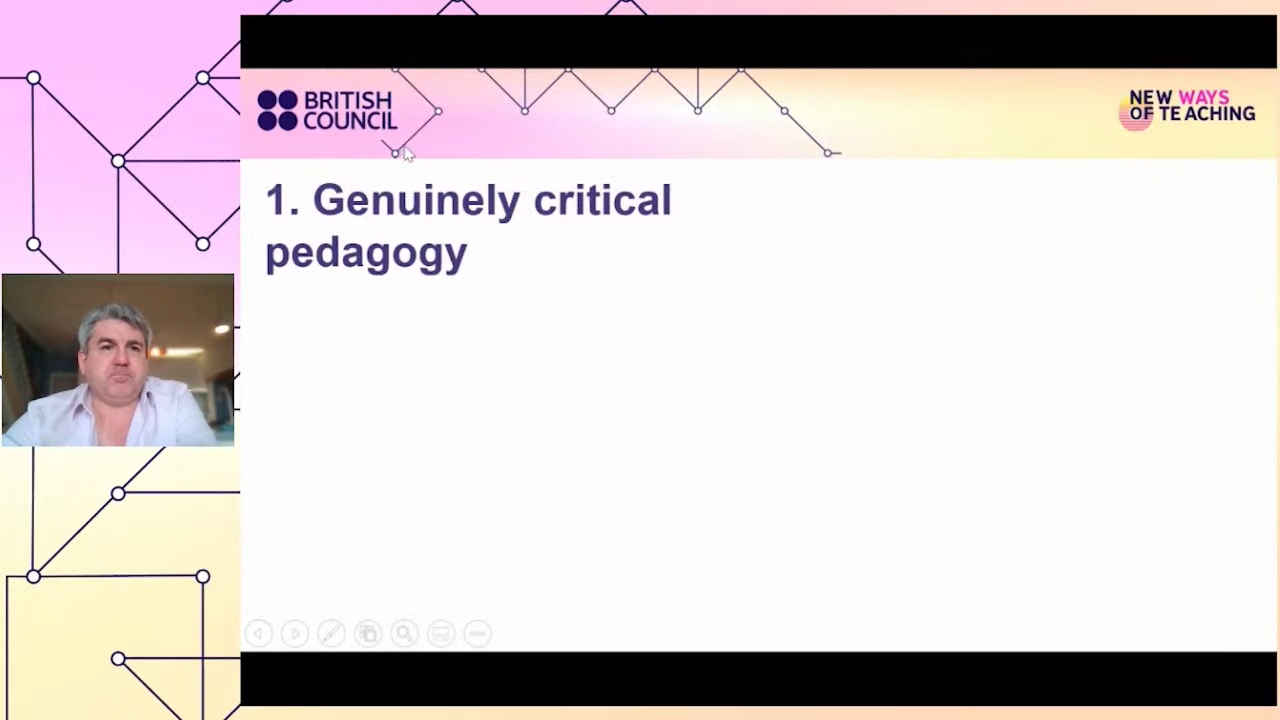 BRITISH
COUNCIL
NEW WAYS
OF TEACHING
1. Genuinely critical
pedagogy